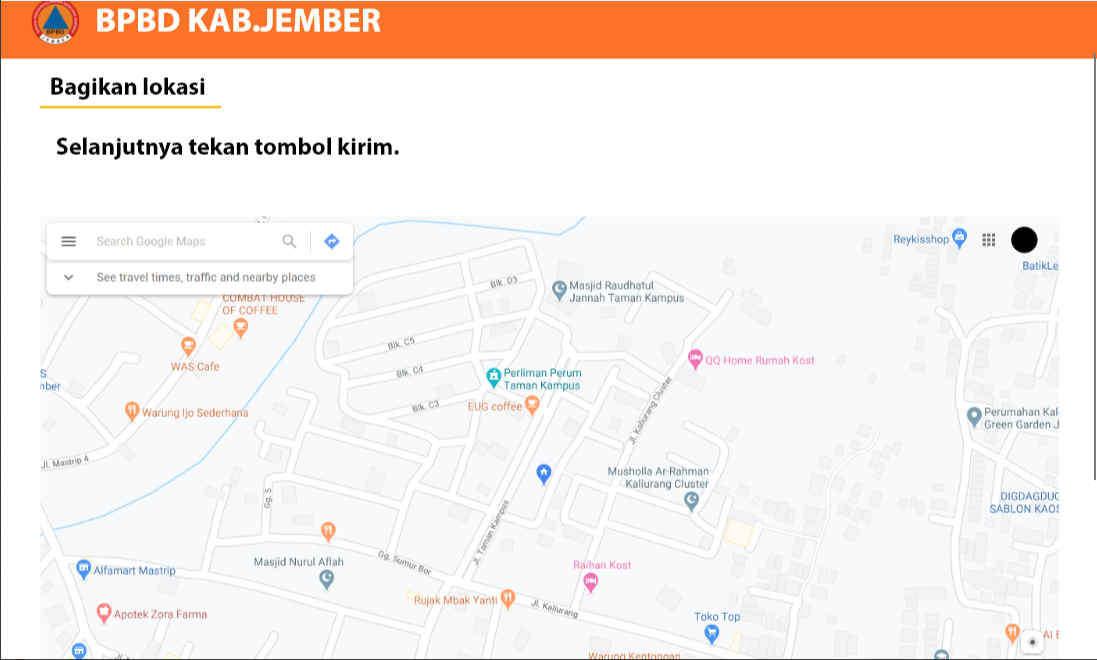 BPBD KAB.JEMBER
BPBD
JEMBER
Bagikan lokasi
Selanjutnya tekan tombol kirim.
Search Google Maps
See travel times, traffic and nearby places
Reykisshop
BatikLe
COMBAT HOUSE
OF COFFEE
Blk. D3
Masjid Raudhatul
Jannah Taman Kampus
Blk. C5
WAS Cafe
QQ Home Rumah Kost
S
mber
Blk. C4
Perliman Perum
Taman Kampus
Blk. C3
EUG coffee
Warung Ijo Sederhana
Jl. Kaliurang Cluster
Perumahan Kal
Green Garden J
Jl. Mastrip 4
Musholla Ar-Rahman
Kaliurang Cluster
Gg. 5
DIGDAGDUG
SABLON KAOS
Jl. Taman Kampus
Masjid Nurul Aflah
Gg. Sumur Bor
Alfamart Mastrip
Raihan Kost
Rujak Mbak Yanti
Jl. Kaliurang
Apotek Zora Farma
Toko Top
AI E
Warung Kentongan